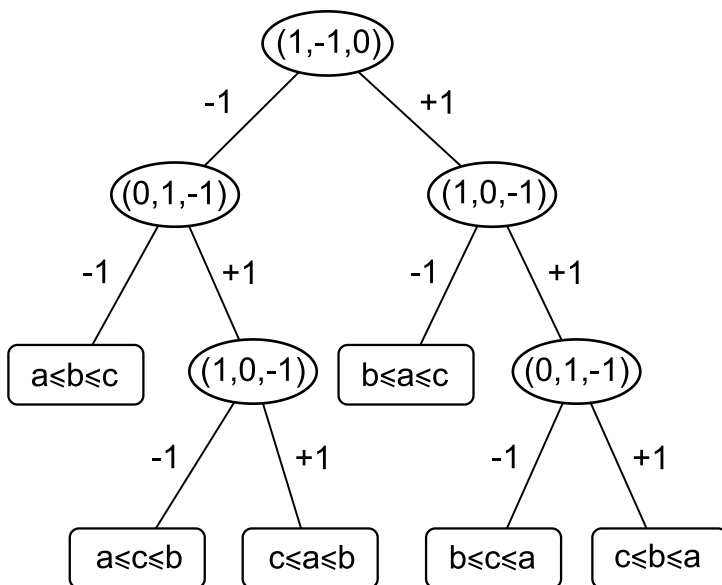 (1,-1,0)
-1 +1
(0,1,-1) (1,0,-1)
-1 +1 -1 +1
a≤b≤c (1,0,-1) b≤a≤c (0,1,-1)
-1 +1 -1 +1
a≤c≤b c≤a≤b b≤c≤a c≤b≤a